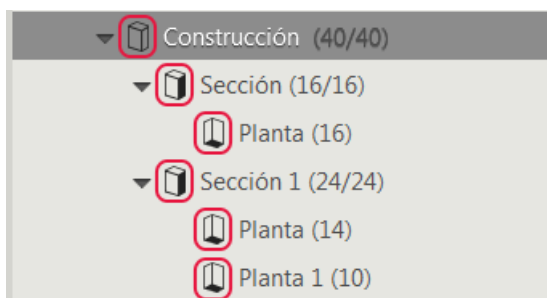 Construcción (40/40)
Sección (16/16)
Planta (16)
Sección 1 (24/24)
Planta (14)
Planta 1 (10)